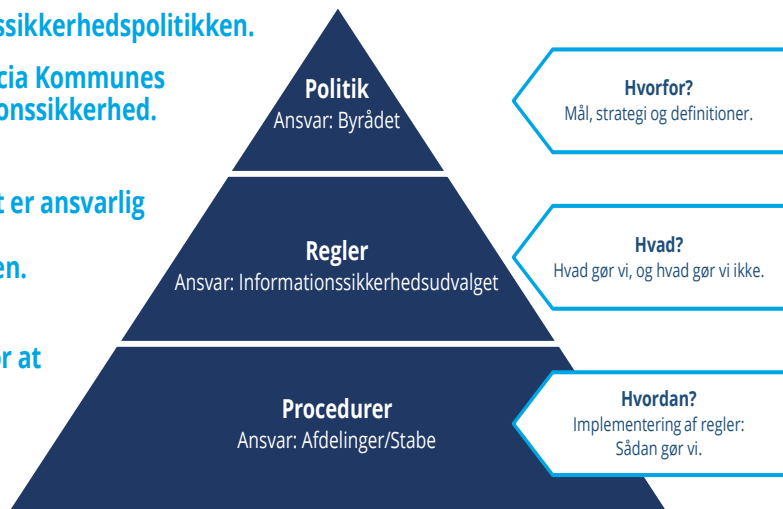 ssikkerhedspolitikken.
cia Kommunes
onssikkerhed.
t er ansvarlig
en.
or at
Politik
Ansvar: Byrådet
Hvorfor?
Mål, strategi og definitioner.
Regler
Ansvar: Informationssikkerhedsudvalget
Hvad?
Hvad gør vi, og hvad gør vi ikke.
Procedurer
Ansvar: Afdelinger/Stabe
Hvordan?
Implementering af regler:
Sådan gør vi.